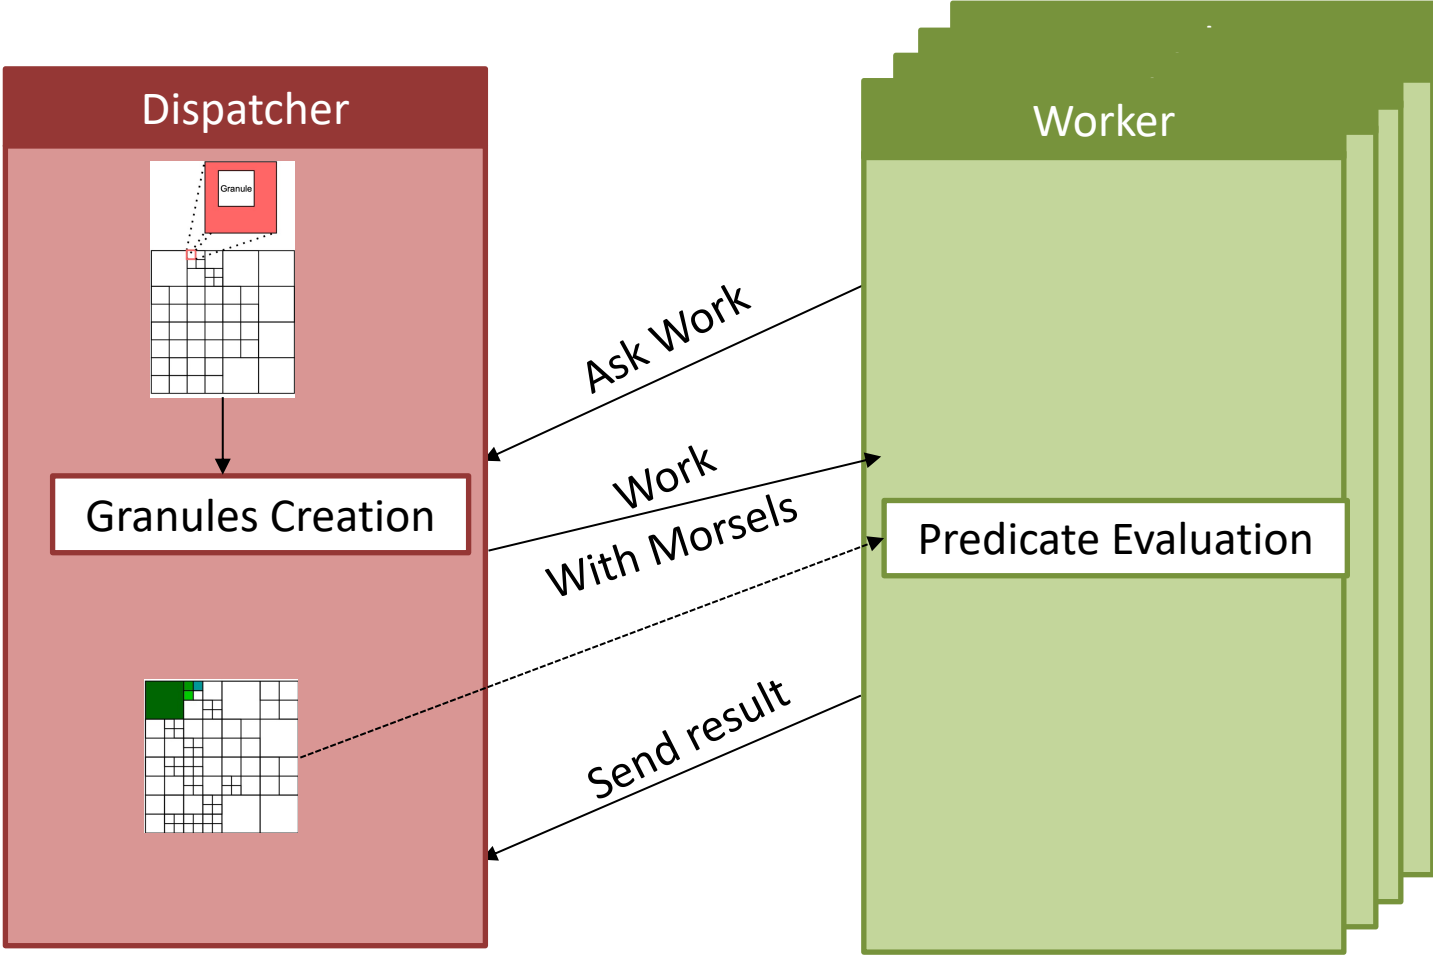 Dispatcher
Worker
Granule
Ask Work
Work
With Morsels
Granules Creation
Predicate Evaluation
Send result